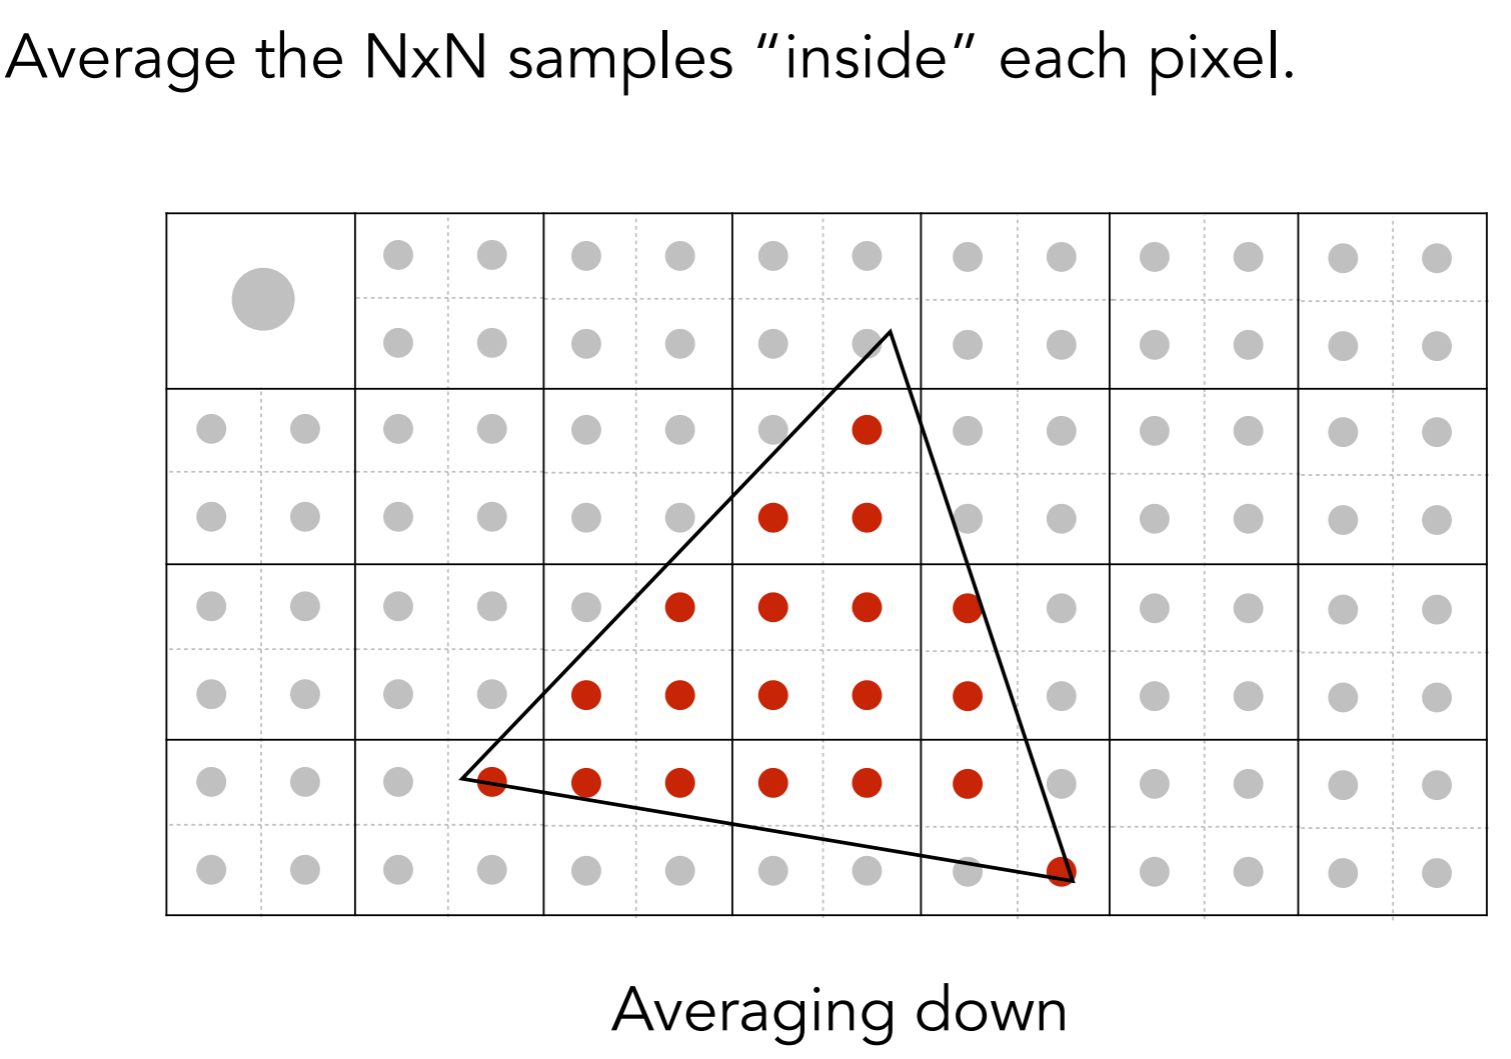 Average the NxN samples “inside” each pixel.
Averaging down